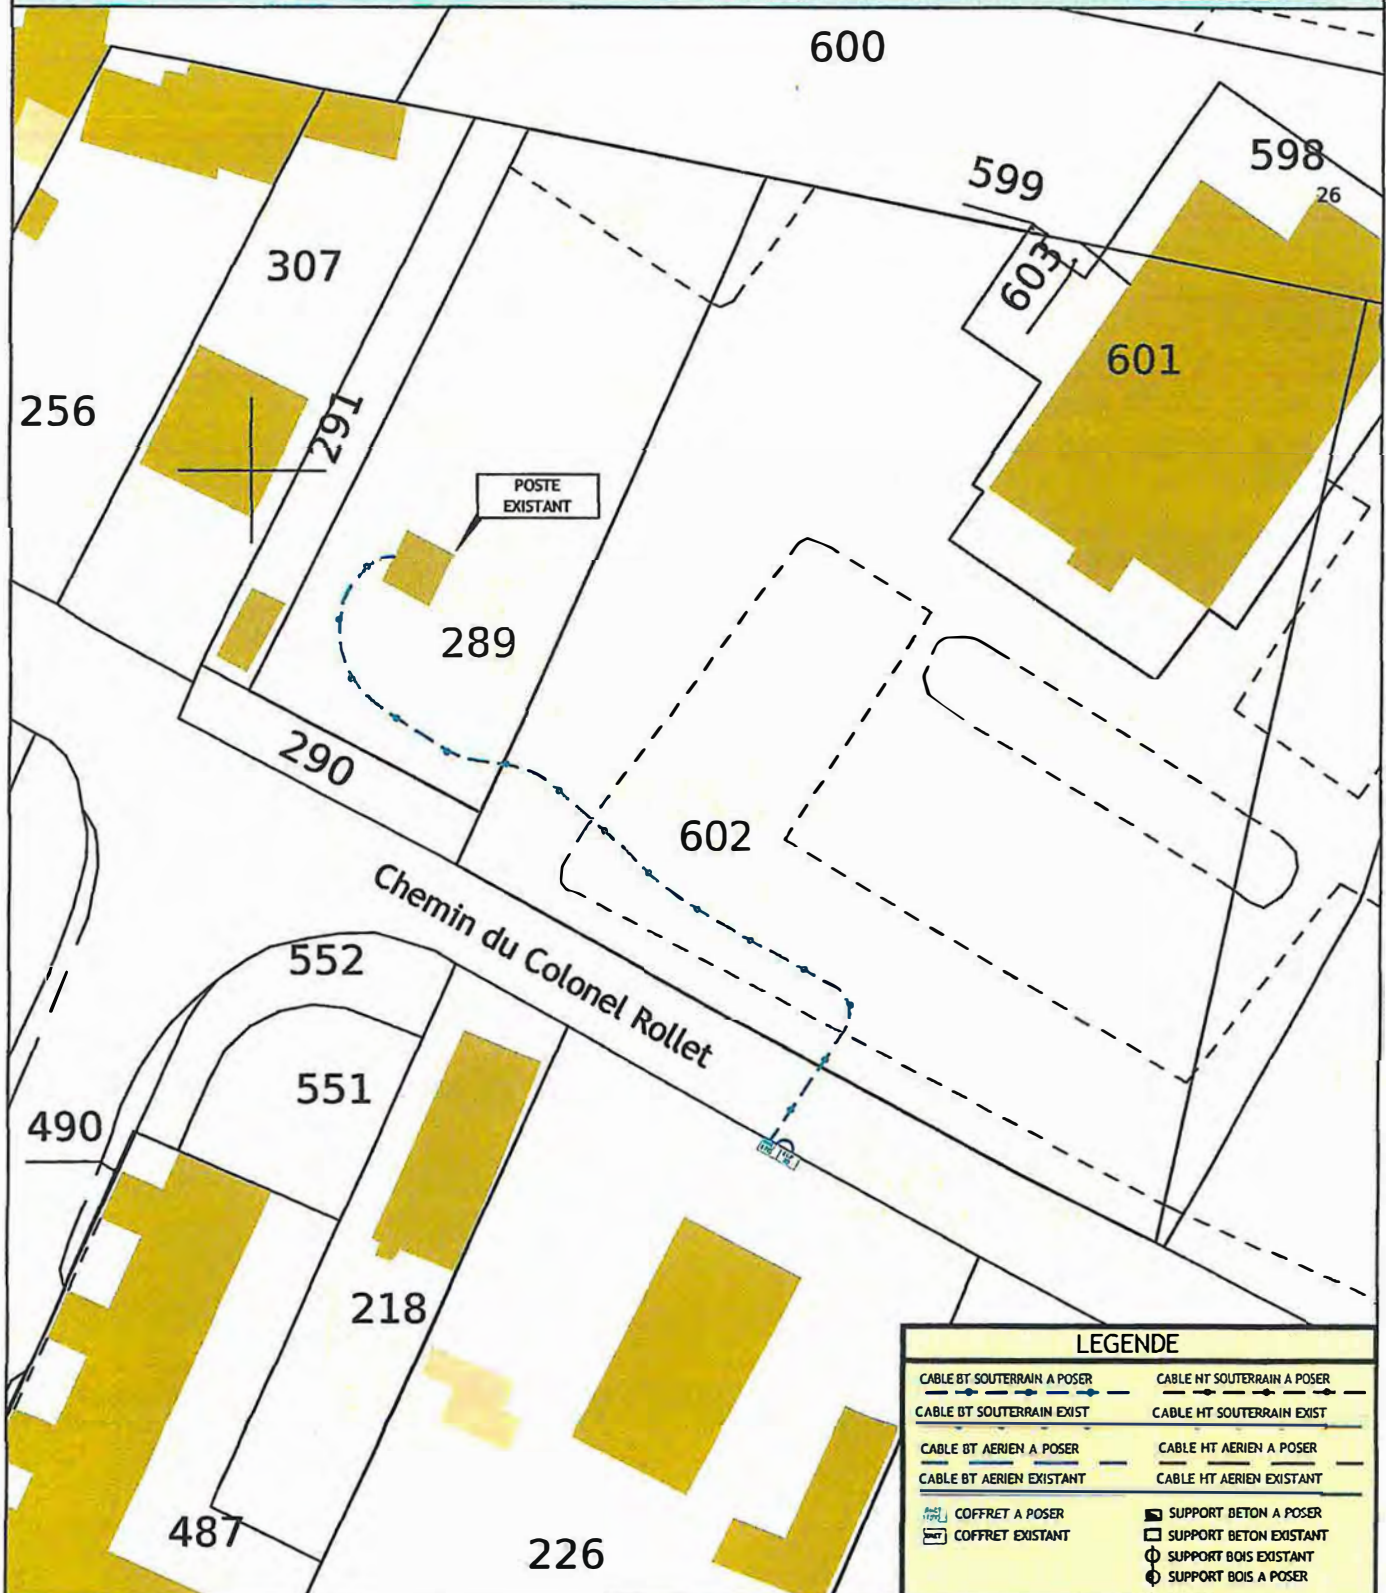 600
598
26
599
603
601
307
256
291
POSTE
EXISTANT
289
290
602
Chemin du Colonel Rollet
552
551
490
218
487
226
LEGENDE
CABLE BT SOUTERRAIN A POSER
CABLE HT SOUTERRAIN A POSER
CABLE BT SOUTERRAIN EXIST
CABLE HT SOUTERRAIN EXIST
CABLE BT AERIEN A POSER
CABLE HT AERIEN A POSER
CABLE BT AERIEN EXISTANT
CABLE HT AERIEN EXISTANT
COFFRET A POSER
SUPPORT BETON A POSER
COFFRET EXISTANT
SUPPORT BETON EXISTANT
SUPPORT BOIS EXISTANT
SUPPORT BOIS A POSER